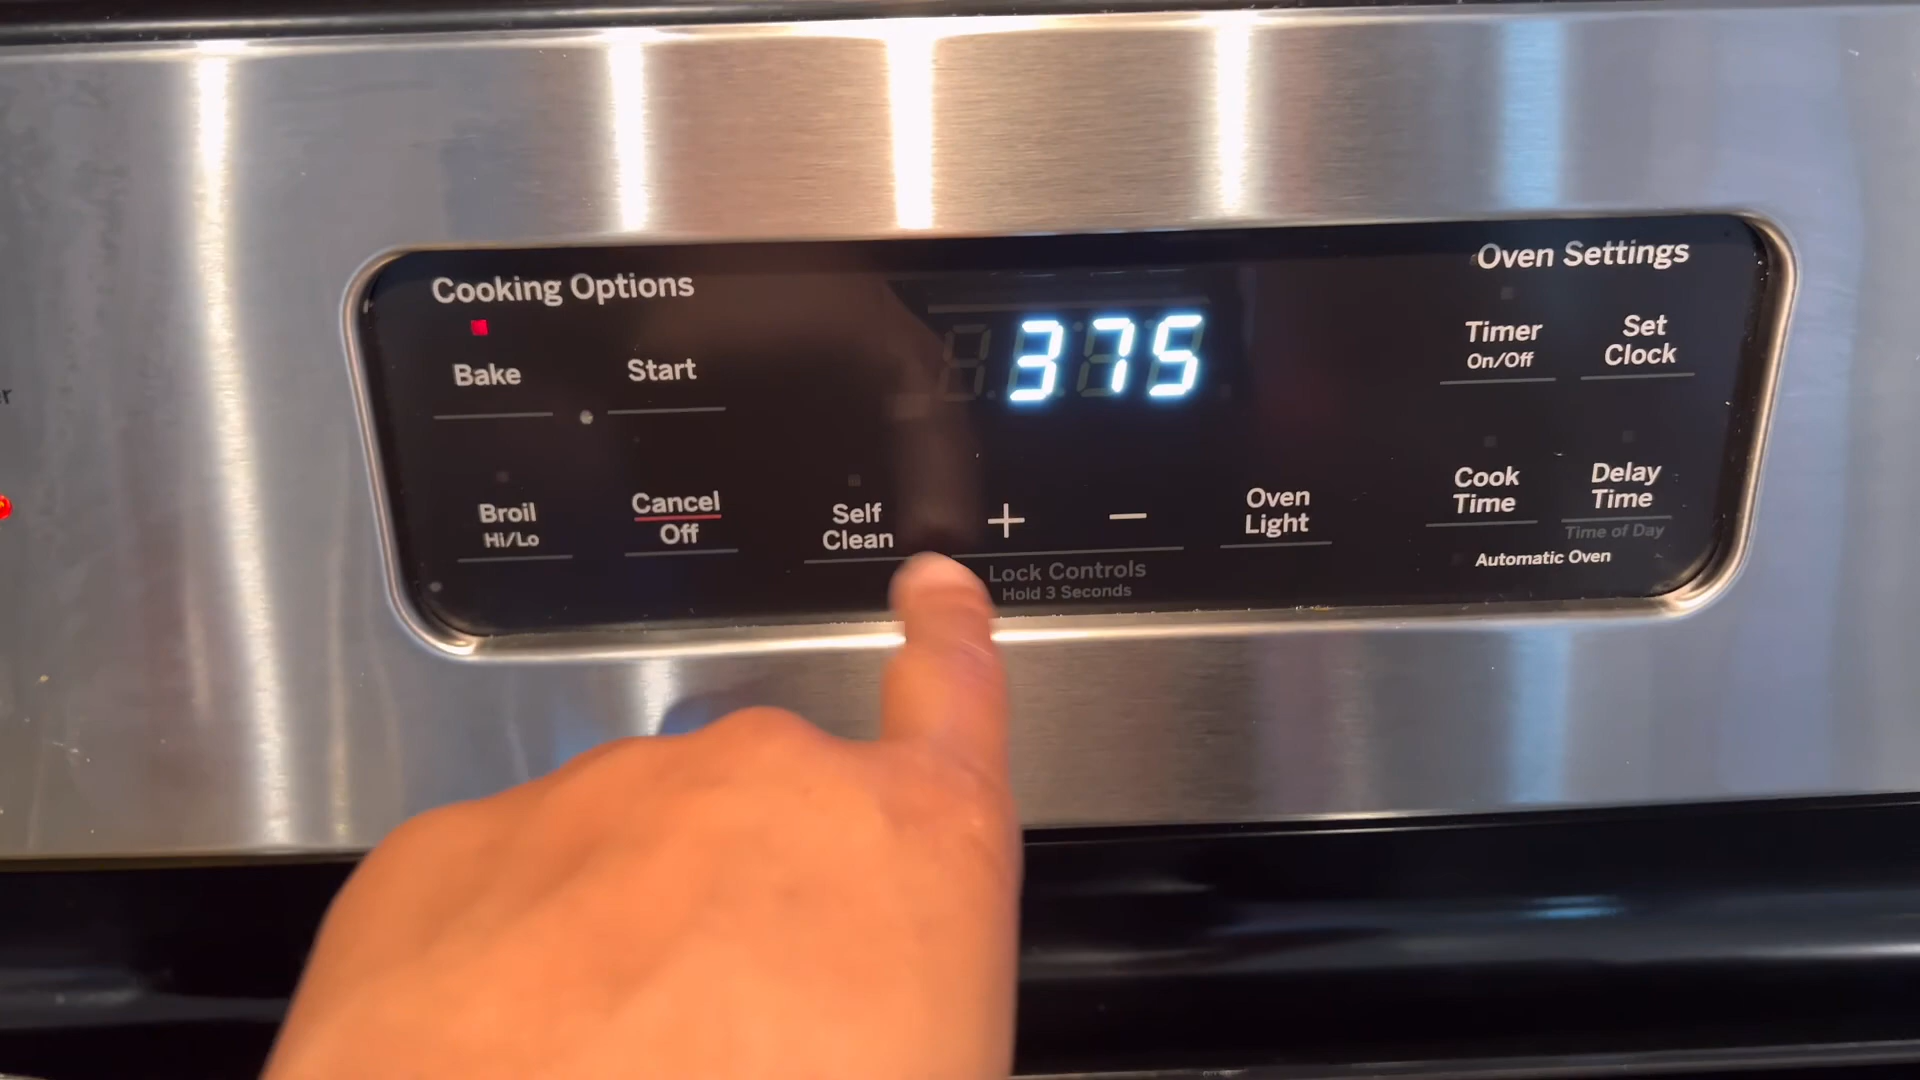 Cooking Options
Bake
Start
Broil
Hi/Lo
Cancel
Off
Self
Clean
375
+ −
Lock Controls
Hold 3 Seconds
Oven
Light
Oven Settings
Timer
On/Off
Set
Clock
Cook
Time
Delay
Time
Time of Day
Automatic Oven